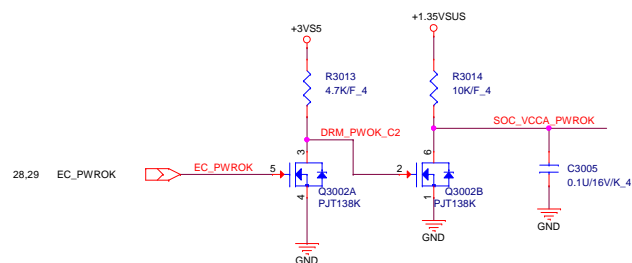 +3VS5
+1.35VSUS
R3013
4.7K/F_4
R3014
10K/F_4
SOC_VCCA_PWROK
DRM_PWOK_C2
3
6
28,29
EC_PWROK
EC_PWROK
5
2
C3005
0.1U/16V/K_4
Q3002A
PJT138K
Q3002B
PJT138K
4
1
GND
GND
GND